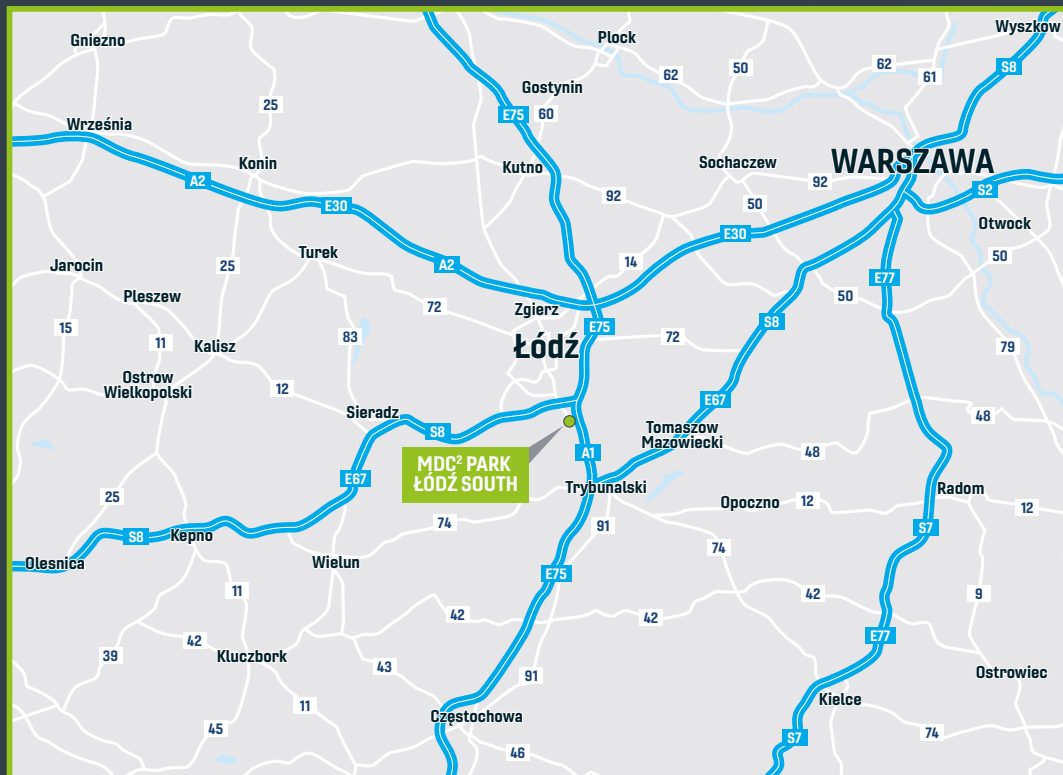 Gniezno
Plock
Wyszkow
62
50
62
61
S8
Gostynin
25
E75
60
Września
Konin
Kutno
Sochaczew
WARSZAWA
A2
E30
92
92
50
S2
Otwock
E30
Turek
14
50
Jarocin
25
A2
E77
Pleszew
72
Zgierz
50
15
11
Kalisz
83
Łódź
E75
72
S8
79
Ostrow
Wielkopolski
12
Sieradz
E67
48
S8
Tomaszow
Mazowiecki
48
A1
MDC² PARK
ŁÓDŹ SOUTH
E67
Trybunalski
Radom
25
Opoczno
12
12
74
91
S7
S8
Kepno
74
Olesnica
Wielun
E75
11
42
42
42
9
39
42
Kluczbork
43
E77
91
Ostrowiec
11
Kielce
45
Częstochowa
74
46
S7